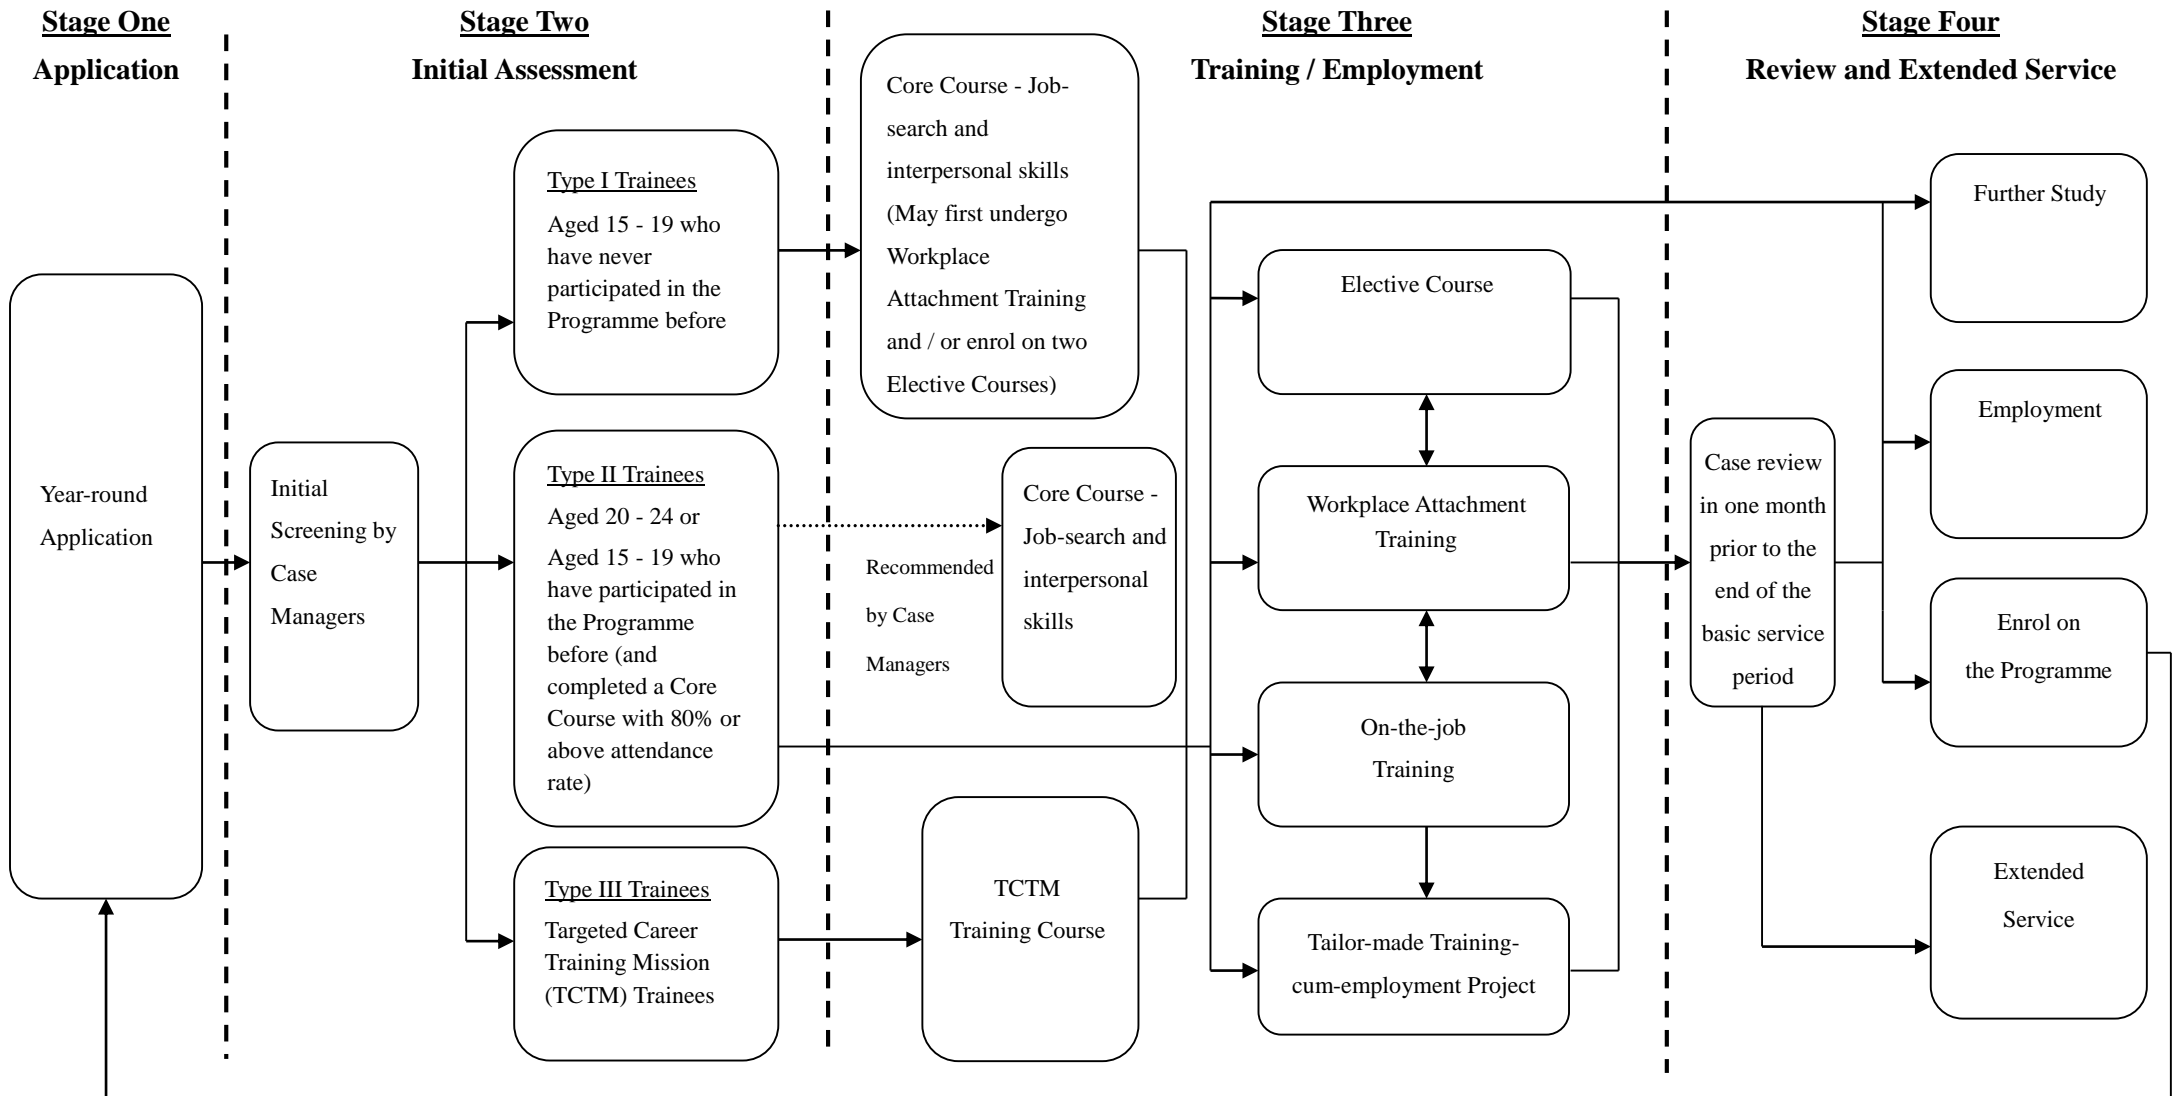 Stage One
Application
Stage Two
Initial Assessment
Stage Three
Training / Employment
Stage Four
Review and Extended Service
Year-round
Application
Initial
Screening by
Case
Managers
Type I Trainees
Aged 15 - 19 who
have never
participated in the
Programme before
Type II Trainees
Aged 20 - 24 or
Aged 15 - 19 who
have participated in
the Programme
before (and
completed a Core
Course with 80% or
above attendance
rate)
Type III Trainees
Targeted Career
Training Mission
(TCTM) Trainees
Core Course - Job-
search and
interpersonal skills
(May first undergo
Workplace
Attachment Training
and / or enrol on two
Elective Courses)
Recommended
by Case
Managers
Core Course -
Job-search and
interpersonal
skills
TCTM
Training Course
Elective Course
Workplace Attachment
Training
On-the-job
Training
Tailor-made Training-
cum-employment Project
Case review
in one month
prior to the
end of the
basic service
period
Further Study
Employment
Enrol on
the Programme
Extended
Service